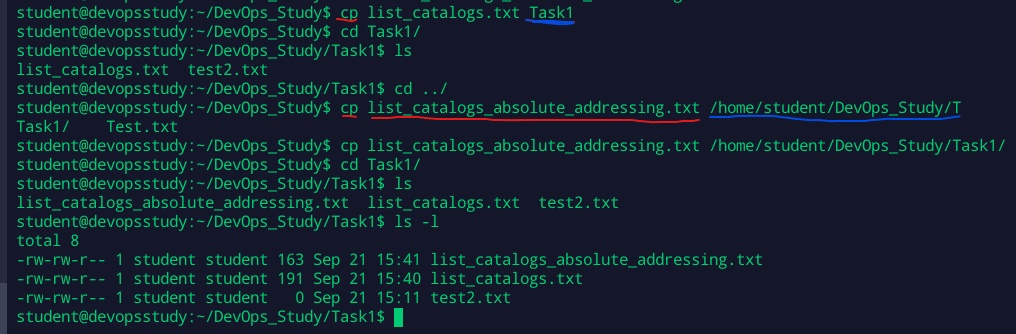 student@devopsstudy:~/DevOps_Study$ cp list_catalogs.txt Task1
student@devopsstudy:~/DevOps_Study$ cd Task1/
student@devopsstudy:~/DevOps_Study/Task1$ ls
list_catalogs.txt  test2.txt
student@devopsstudy:~/DevOps_Study/Task1$ cd ../
student@devopsstudy:~/DevOps_Study$ cp list_catalogs_absolute_addressing.txt /home/student/DevOps_Study/T
Task1/    Test.txt
student@devopsstudy:~/DevOps_Study$ cp list_catalogs_absolute_addressing.txt /home/student/DevOps_Study/Task1/
student@devopsstudy:~/DevOps_Study$ cd Task1/
student@devopsstudy:~/DevOps_Study/Task1$ ls
list_catalogs_absolute_addressing.txt  list_catalogs.txt  test2.txt
student@devopsstudy:~/DevOps_Study/Task1$ ls -l
total 8
-rw-rw-r-- 1 student student 163 Sep 21 15:41 list_catalogs_absolute_addressing.txt
-rw-rw-r-- 1 student student 191 Sep 21 15:40 list_catalogs.txt
-rw-rw-r-- 1 student student   0 Sep 21 15:11 test2.txt
student@devopsstudy:~/DevOps_Study/Task1$